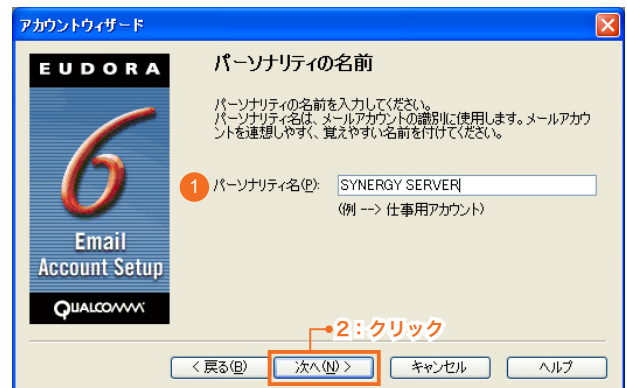 アカウントウィザード
EUDORA
6
Email
Account Setup
QUALCOMM
パーソナリティの名前
パーソナリティの名前を入力してください。
パーソナリティ名は、メールアカウントの識別に使用します。メールアカウ
ントを連想しやすく、覚えやすい名前を付けてください。
1 パーソナリティ名(P): SYNERGY SERVER
(例 --> 仕事用アカウント)
2：クリック
< 戻る(B) 次へ(N) > キャンセル ヘルプ